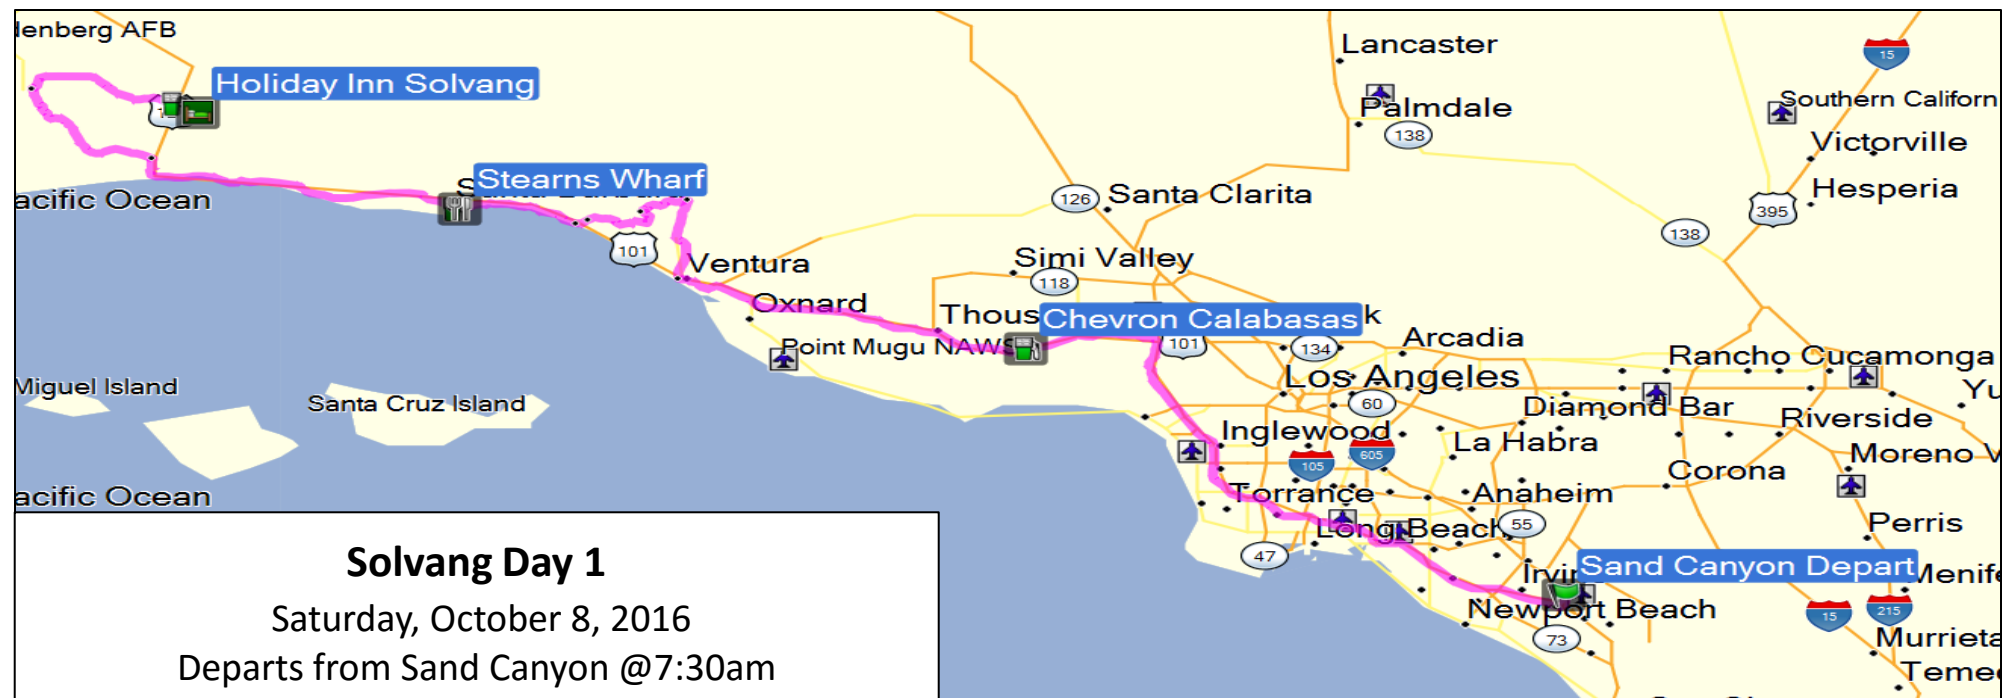 denberg AFB
Lancaster
15
Holiday Inn Solvang
Palmdale
Southern Californ
138
Victorville
Stearns Wharf
acific Ocean
126
Santa Clarita
Hesperia
395
138
101
Ventura
Simi Valley
118
Oxnard
Thous
Chevron Calabasas
k
101
134
Arcadia
Point Mugu NAWS
Rancho Cucamonga
Miguel Island
Santa Cruz Island
Los Angeles
60
Diamond Bar
Yu
Riverside
Inglewood
La Habra
105
605
Moreno V
Corona
acific Ocean
Torrance
Anaheim
Long Beach
55
Perris
47
Irvin
Sand Canyon Depart
Menife
Newport Beach
15
215
73
Murrieta
Teme
Solvang Day 1
Saturday, October 8, 2016
Departs from Sand Canyon @7:30am